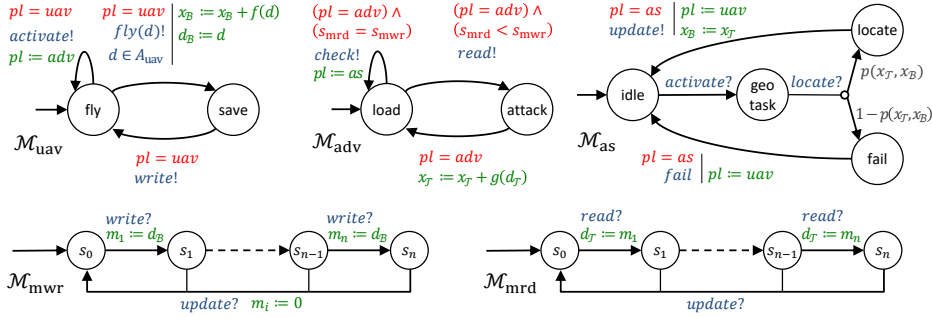 pl = uav
activate!
pl ≔ adv
pl = uav
fly(d)!
d ∈ A_uav
x_ℬ ≔ x_ℬ + f(d)
d_ℬ ≔ d
fly
save
ℳ_uav
pl = uav
write!
(pl = adv) ∧
(s_mrd = s_mwr)
check!
pl ≔ as
(pl = adv) ∧
(s_mrd < s_mwr)
read!
load
attack
ℳ_adv
pl = adv
x_𝒯 ≔ x_𝒯 + g(d_𝒯)
pl = as
update!
pl ≔ uav
x_ℬ ≔ x_𝒯
locate
idle
activate?
geo
task
locate?
p(x_𝒯, x_ℬ)
1 − p(x_𝒯, x_ℬ)
ℳ_as
pl = as
fail
pl ≔ uav
fail
write?
m_1 ≔ d_ℬ
write?
m_n ≔ d_ℬ
s_0
s_1
s_n−1
s_n
ℳ_mwr
update? m_i ≔ 0
read?
d_𝒯 ≔ m_1
read?
d_𝒯 ≔ m_n
s_0
s_1
s_n−1
s_n
ℳ_mrd
update?